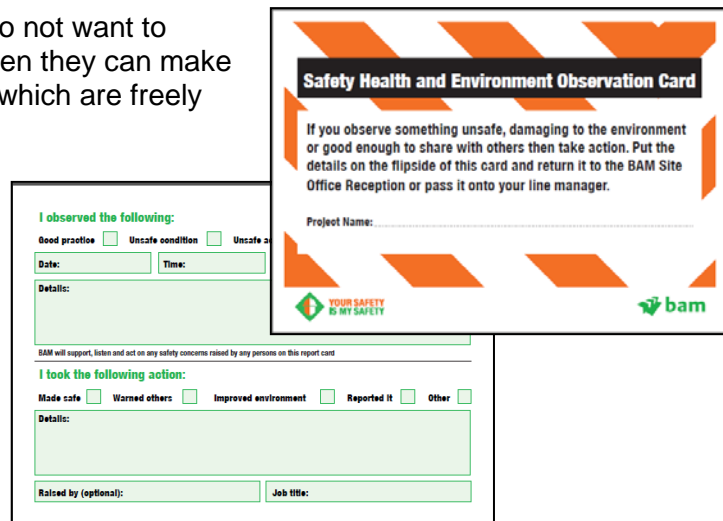 o not want to
en they can make
which are freely
Safety Health and Environment Observation Card
If you observe something unsafe, damaging to the environment
or good enough to share with others then take action. Put the
details on the flipside of this card and return it to the BAM Site
Office Reception or pass it onto your line manager.
Project Name:
YOUR SAFETY
IS MY SAFETY
bam
I observed the following:
Good practice Unsafe condition Unsafe a
Date: Time:
Details:
BAM will support, listen and act on any safety concerns raised by any persons on this report card
I took the following action:
Made safe Warned others Improved environment Reported it Other
Details:
Raised by (optional): Job title: